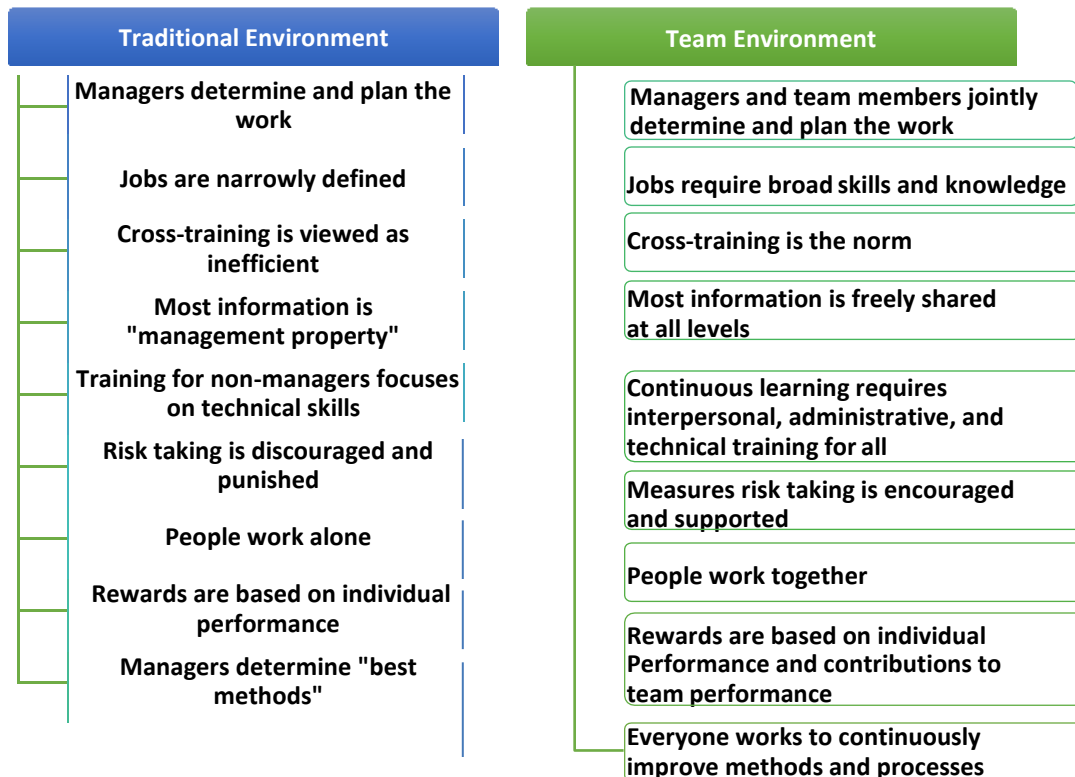 Traditional Environment
Managers determine and plan the
work
Jobs are narrowly defined
Cross-training is viewed as
inefficient
Most information is
"management property"
Training for non-managers focuses
on technical skills
Risk taking is discouraged and
punished
People work alone
Rewards are based on individual
performance
Managers determine "best
methods"
Team Environment
Managers and team members jointly
determine and plan the work
Jobs require broad skills and knowledge
Cross-training is the norm
Most information is freely shared
at all levels
Continuous learning requires
interpersonal, administrative, and
technical training for all
Measures risk taking is encouraged
and supported
People work together
Rewards are based on individual
Performance and contributions to
team performance
Everyone works to continuously
improve methods and processes